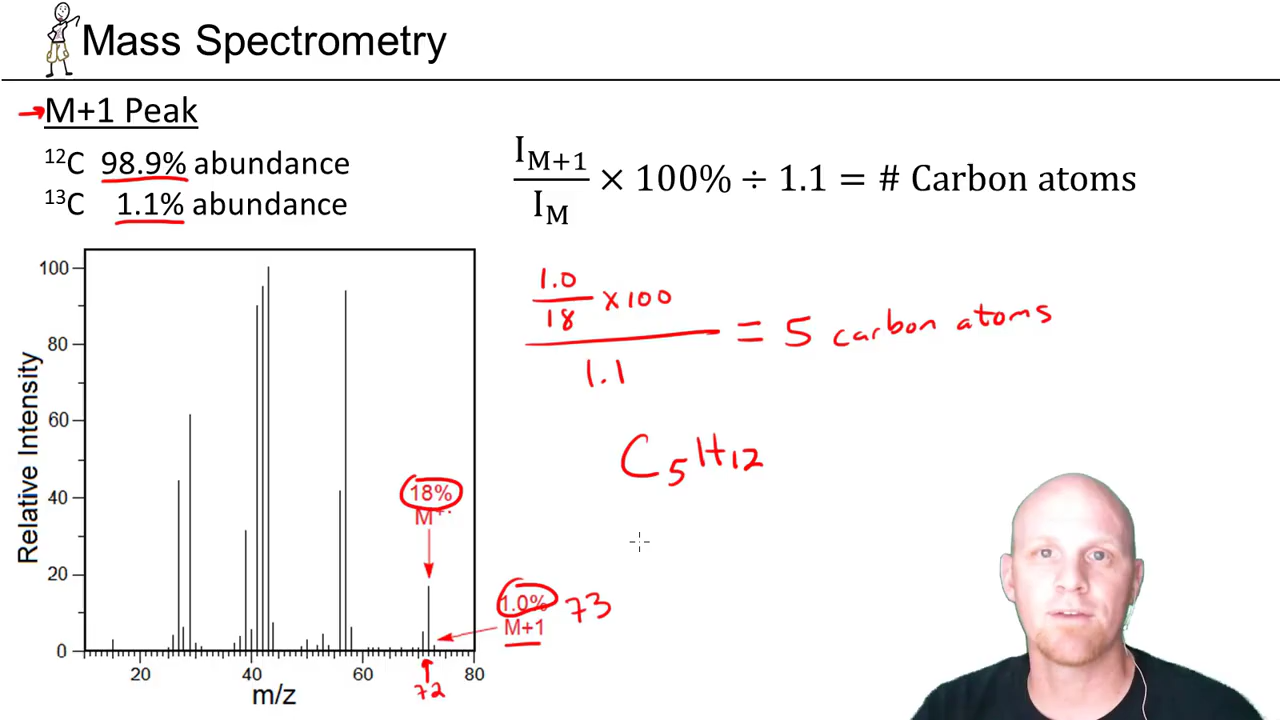 Mass Spectrometry
M+1 Peak
¹²C 98.9% abundance
¹³C 1.1% abundance
I_M+1 / I_M × 100% ÷ 1.1 = # Carbon atoms
1.0
18 x 100
1.1
= 5 carbon atoms
C₅H₁₂
Relative Intensity
100
80
60
40
20
0
18%
M⁺·
1.0% 73
M+1
20 40 60 80
72
m/z